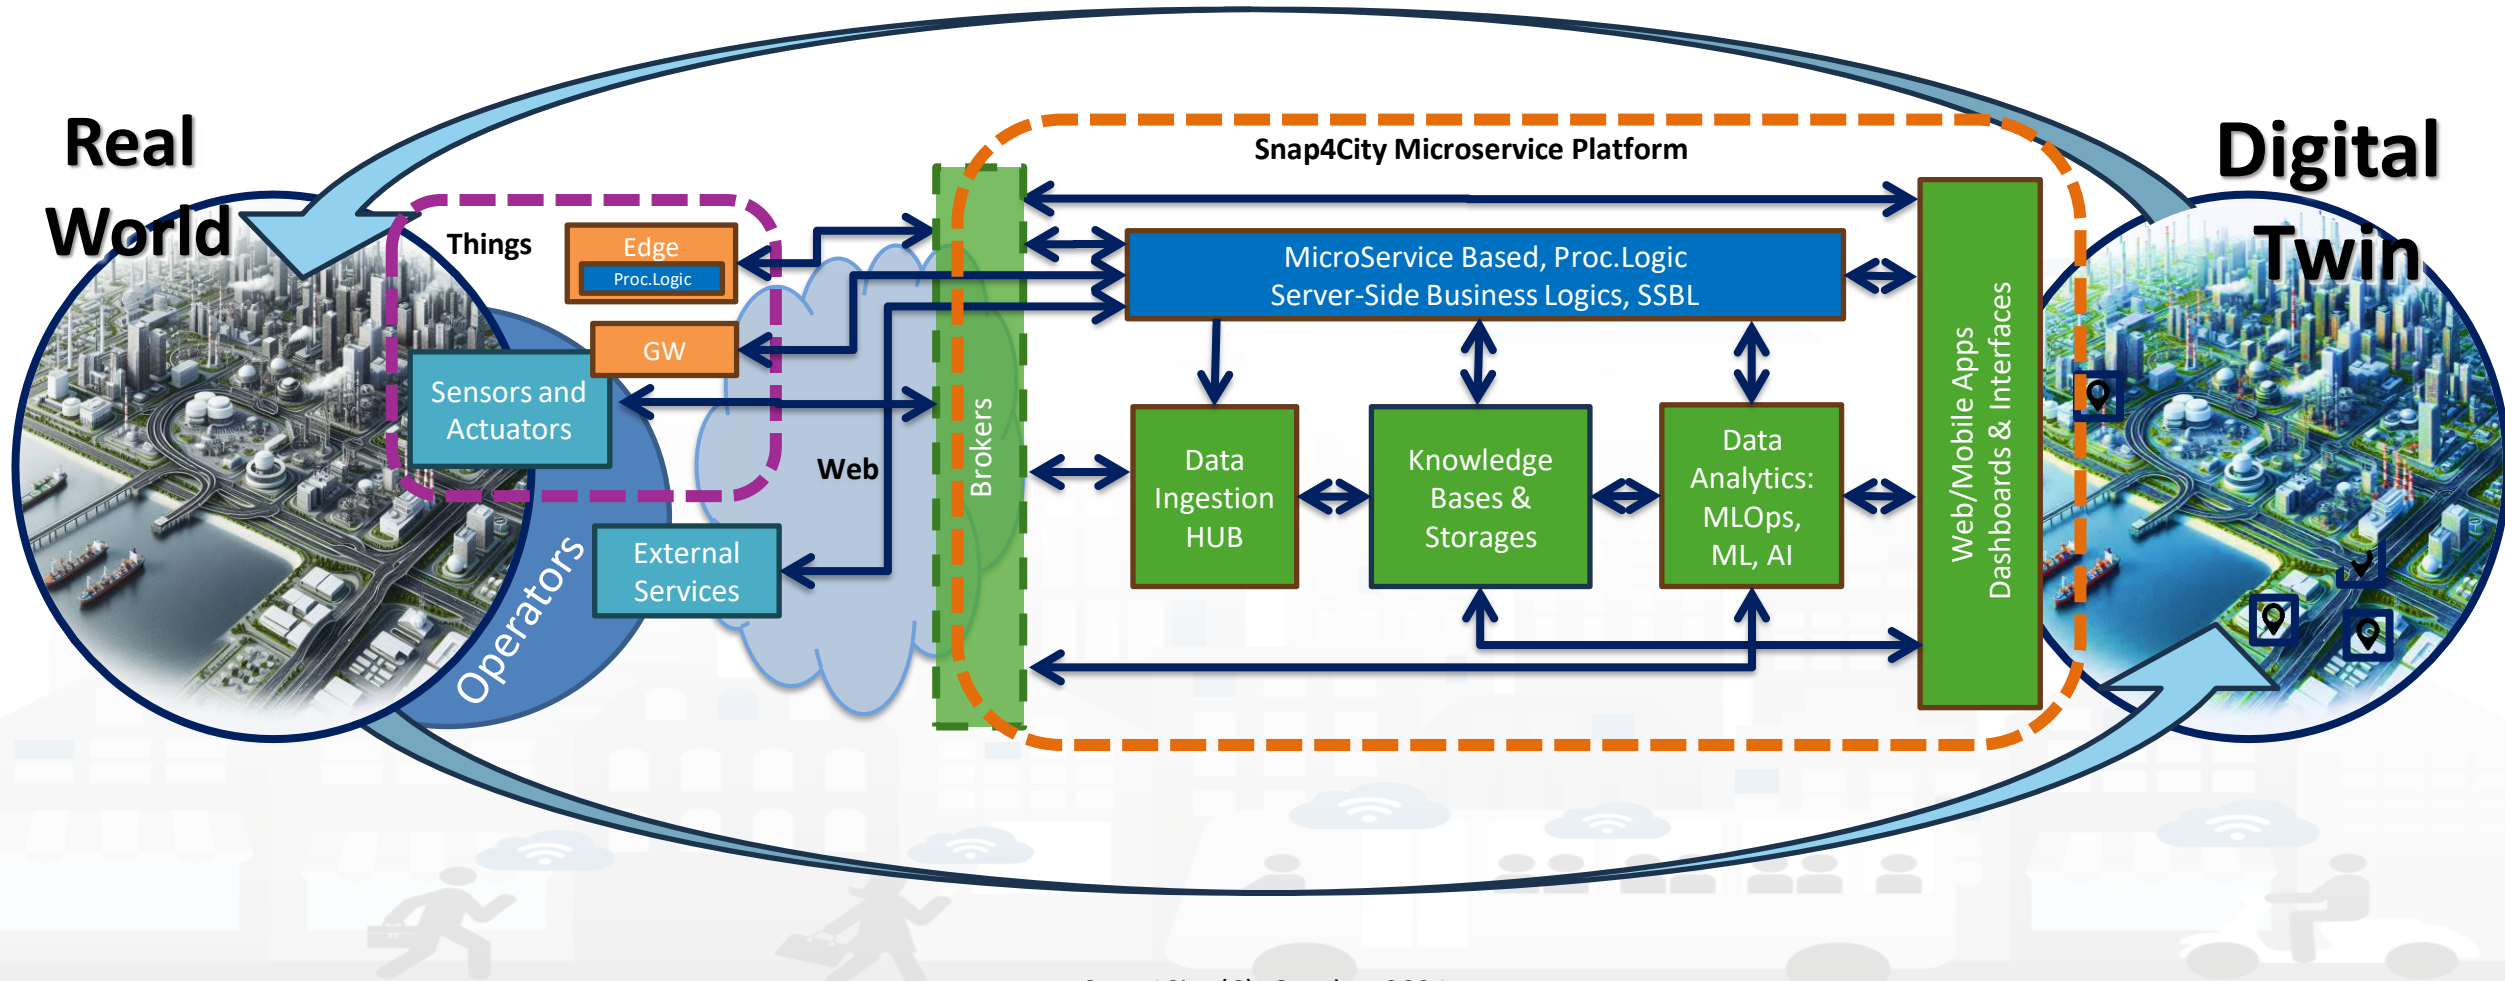 Real
World
Digital
Twin
Snap4City Microservice Platform
Things
Edge
Proc.Logic
GW
Sensors and
Actuators
Operators
External
Services
Web
Brokers
MicroService Based, Proc.Logic
Server-Side Business Logics, SSBL
Data
Ingestion
HUB
Knowledge
Bases &
Storages
Data
Analytics:
MLOps,
ML, AI
Web/Mobile Apps
Dashboards & Interfaces